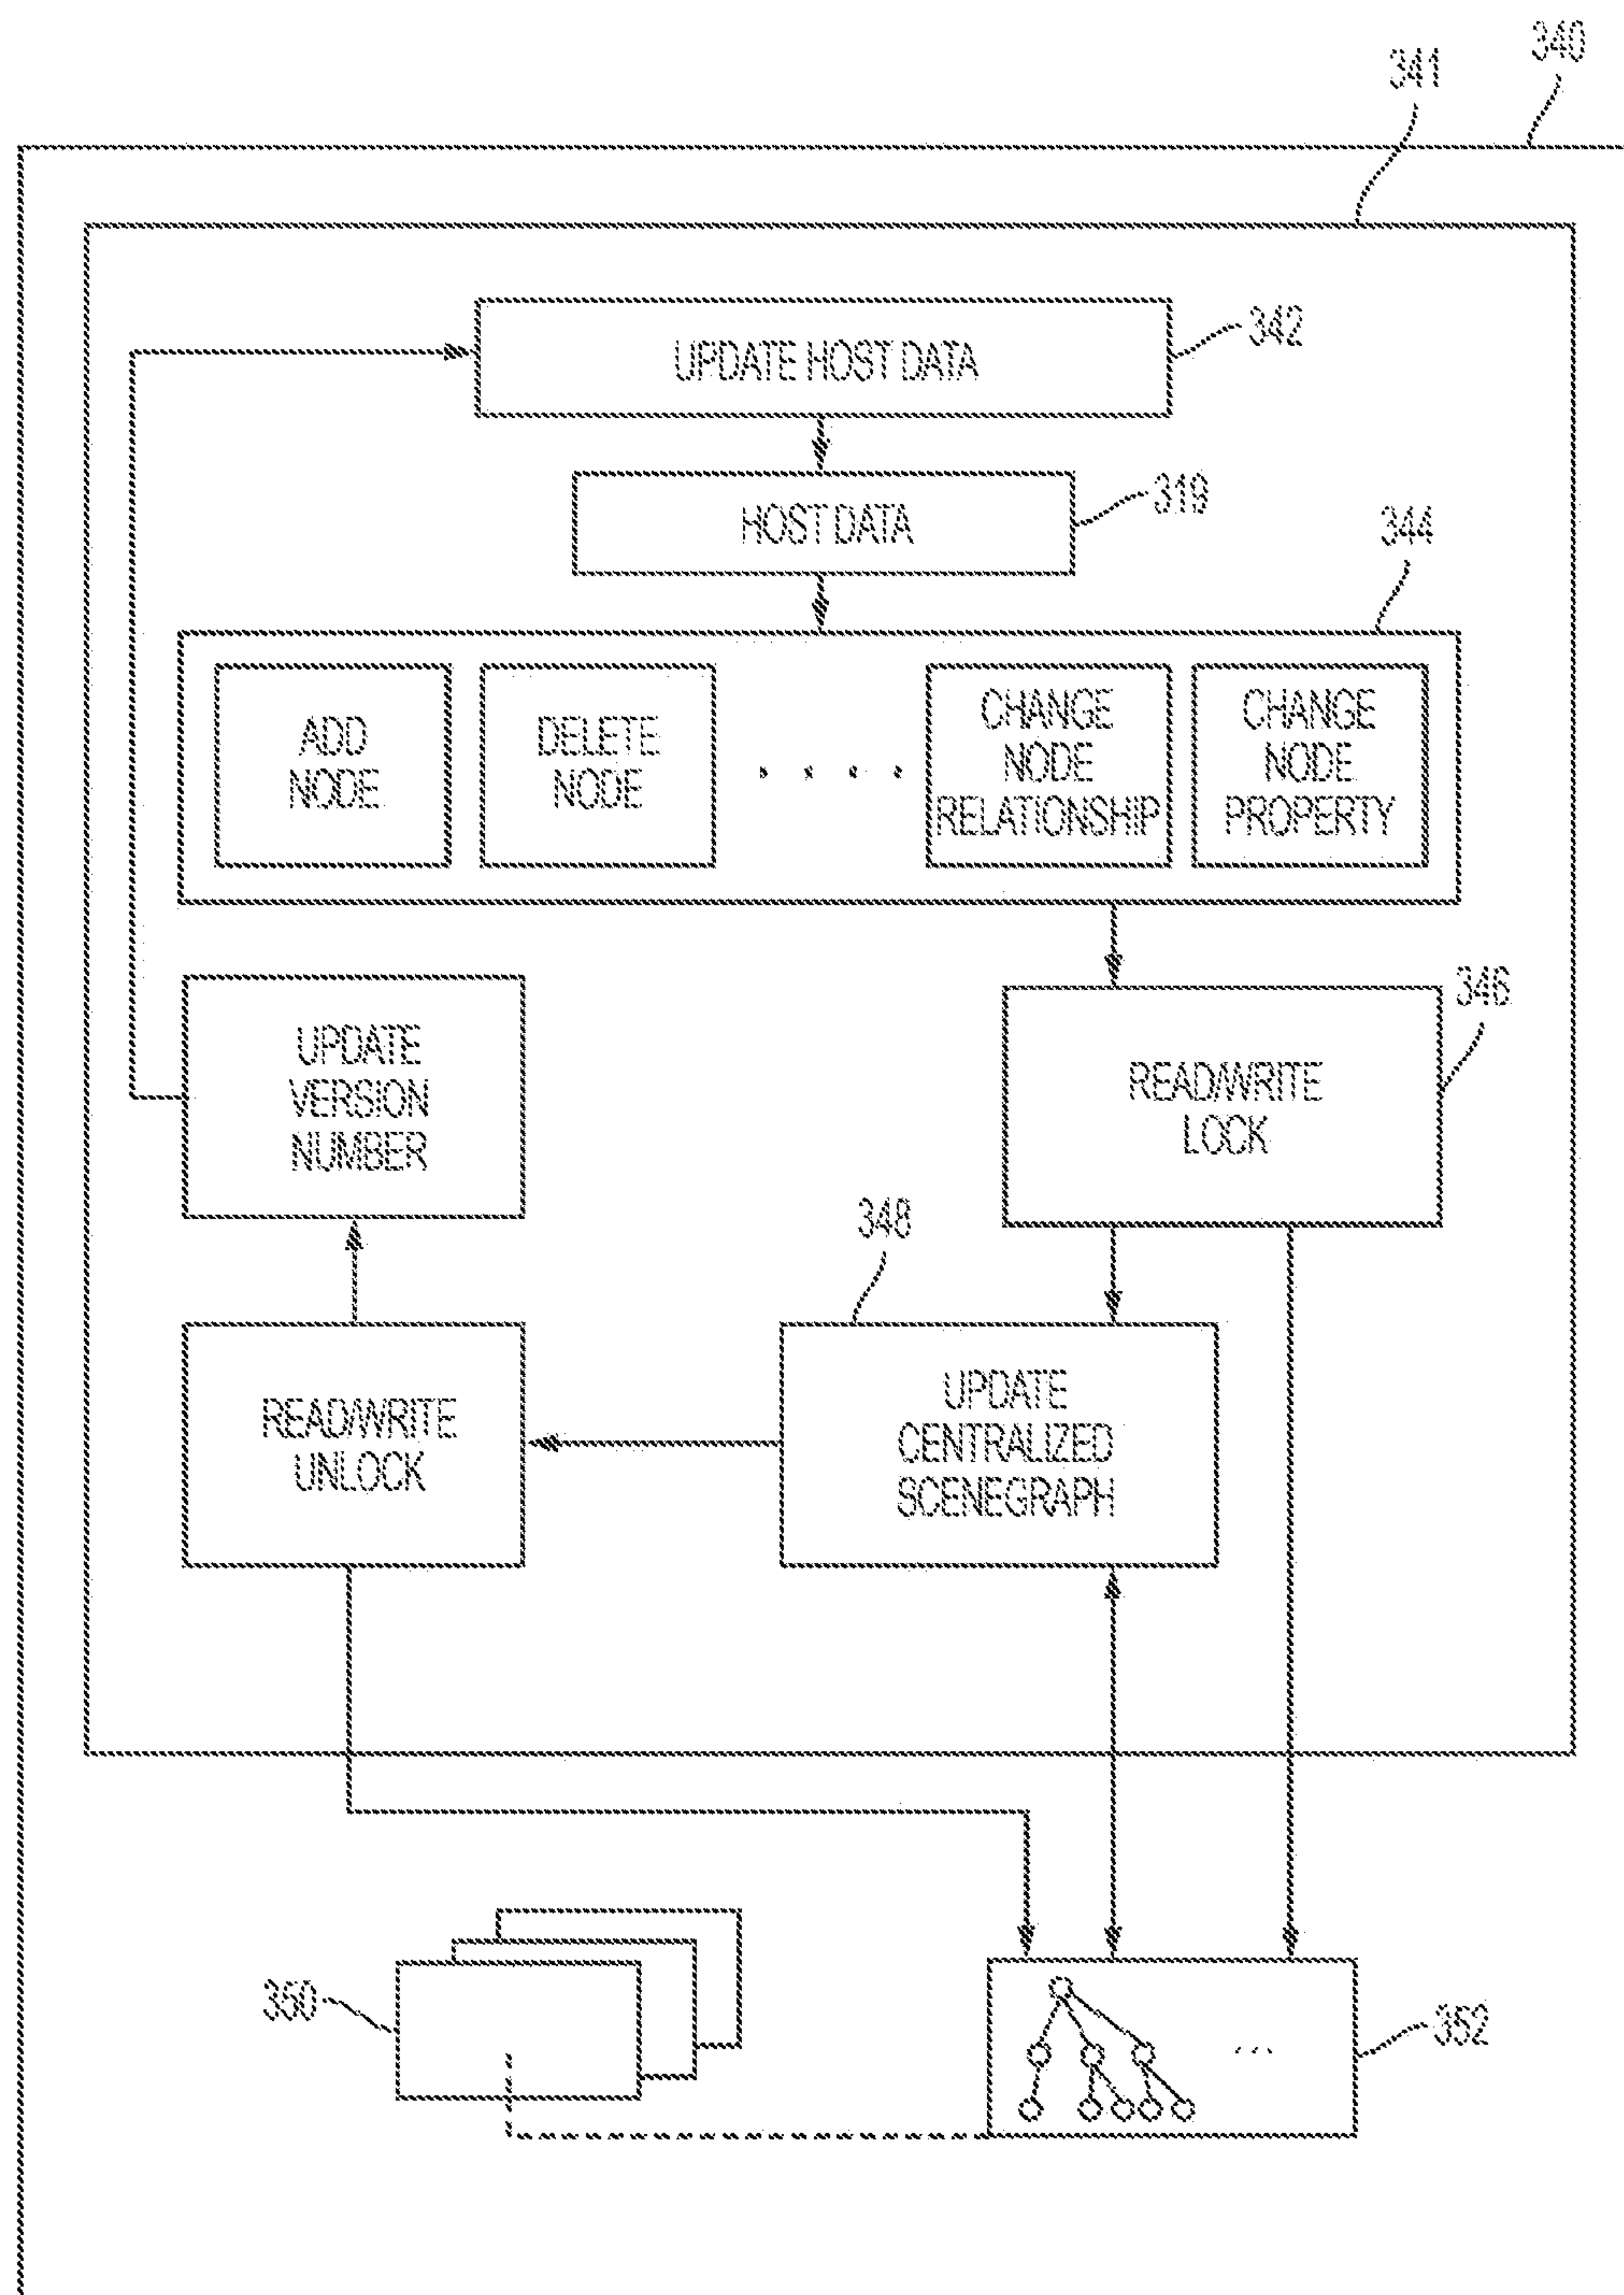 340
341
UPDATE HOST DATA
342
HOST DATA
319
344
ADD
NODE
DELETE
NODE
. . . .
CHANGE
NODE
RELATIONSHIP
CHANGE
NODE
PROPERTY
UPDATE
VERSION
NUMBER
READ/WRITE
LOCK
346
348
READ/WRITE
UNLOCK
UPDATE
CENTRALIZED
SCENEGRAPH
350
...
352